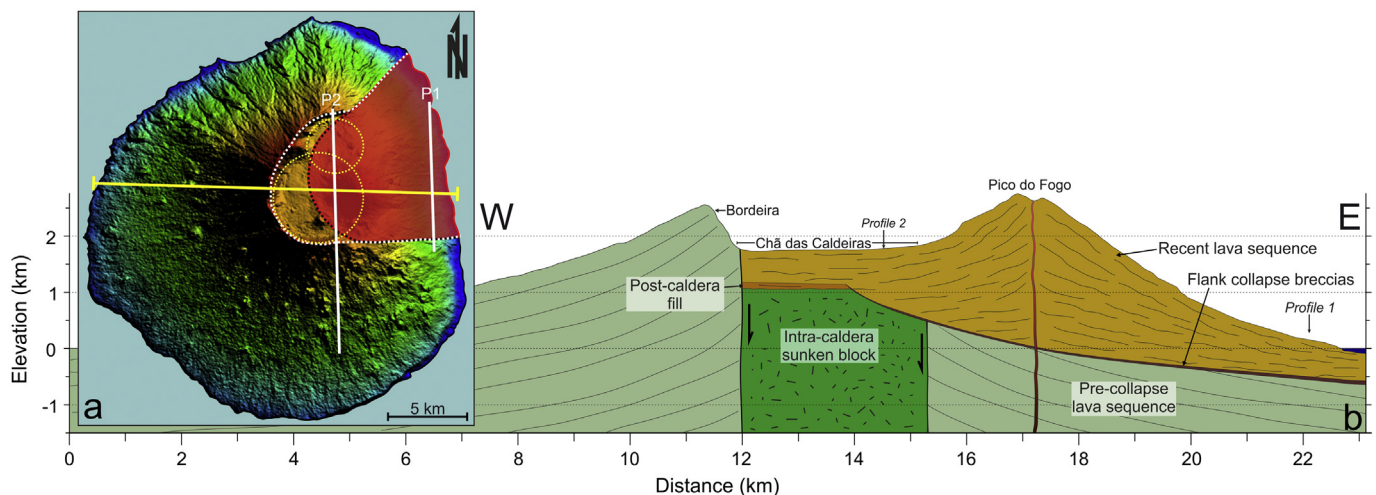 N
P2
P1
5 km
a
W
E
Pico do Fogo
Bordeira
Profile 2
Chã das Caldeiras
Recent lava sequence
Post-caldera
fill
Flank collapse breccias
Profile 1
Intra-caldera
sunken block
Pre-collapse
lava sequence
b
Elevation (km)
2
1
0
-1
0
2
4
6
8
10
12
14
16
18
20
22
Distance (km)